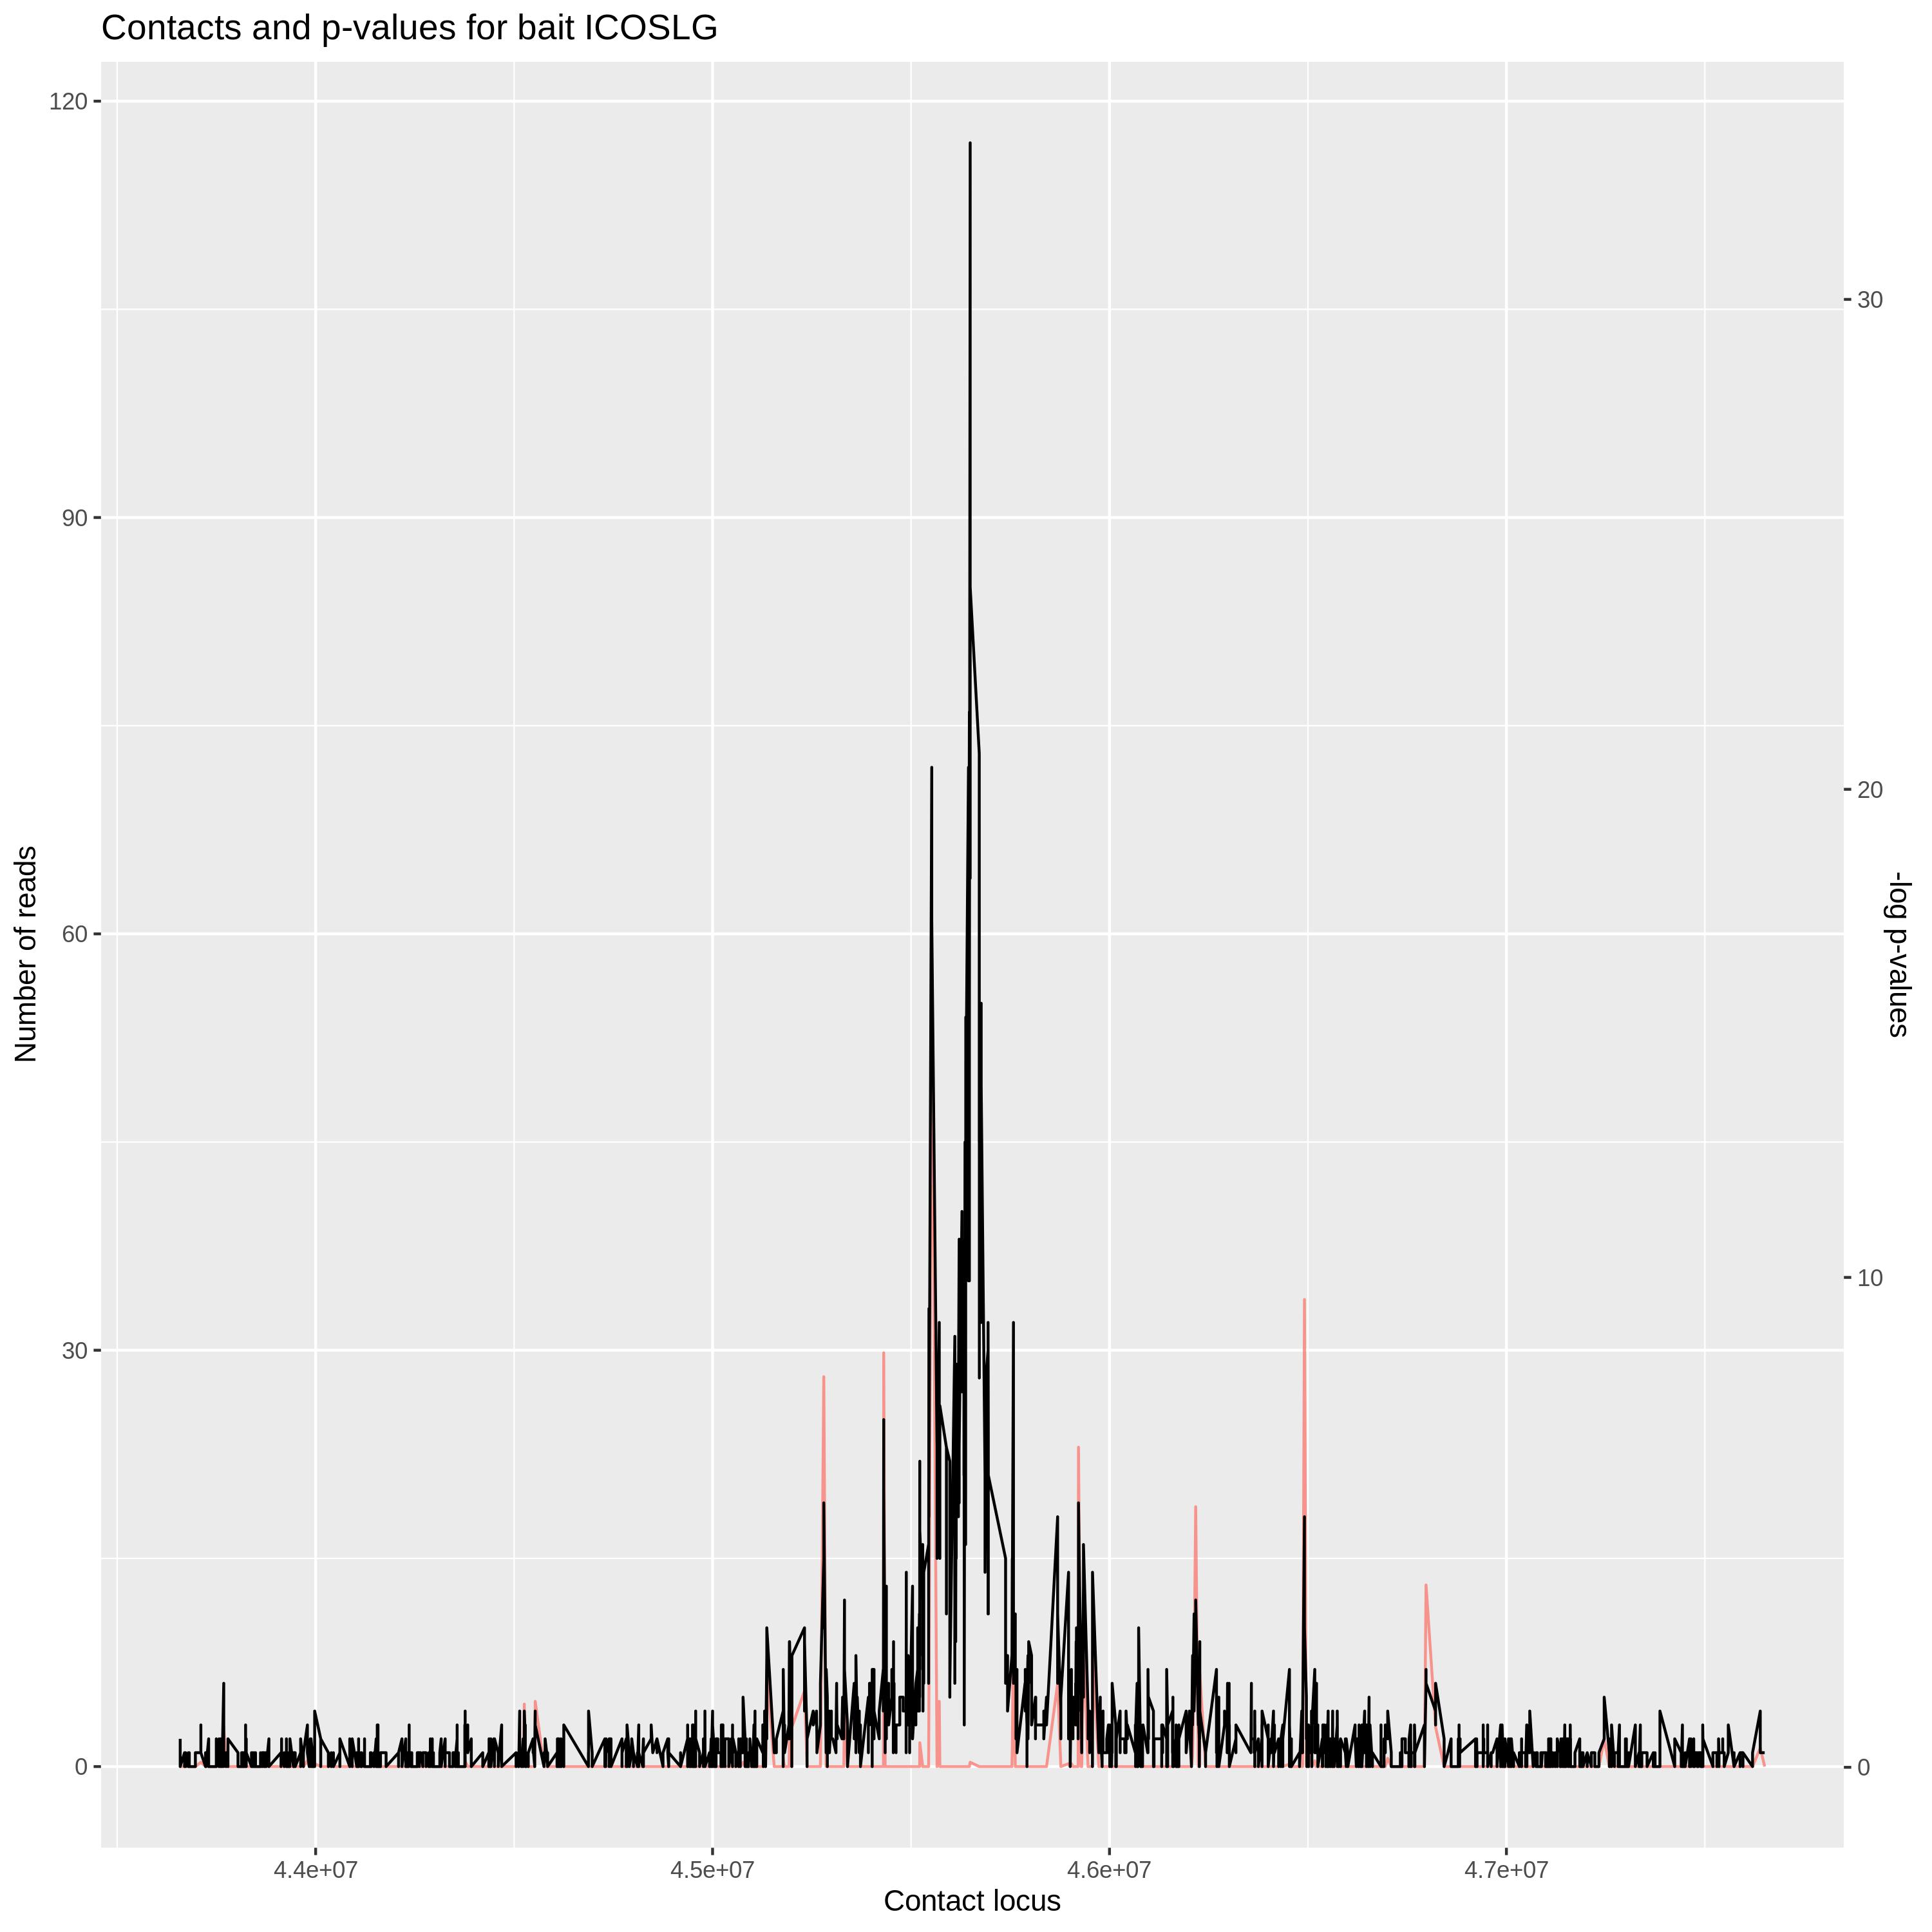 Contacts and p-values for bait ICOSLG
120
90
60
30
0
Number of reads
30
20
10
0
-log p-values
4.4e+07
4.5e+07
4.6e+07
4.7e+07
Contact locus